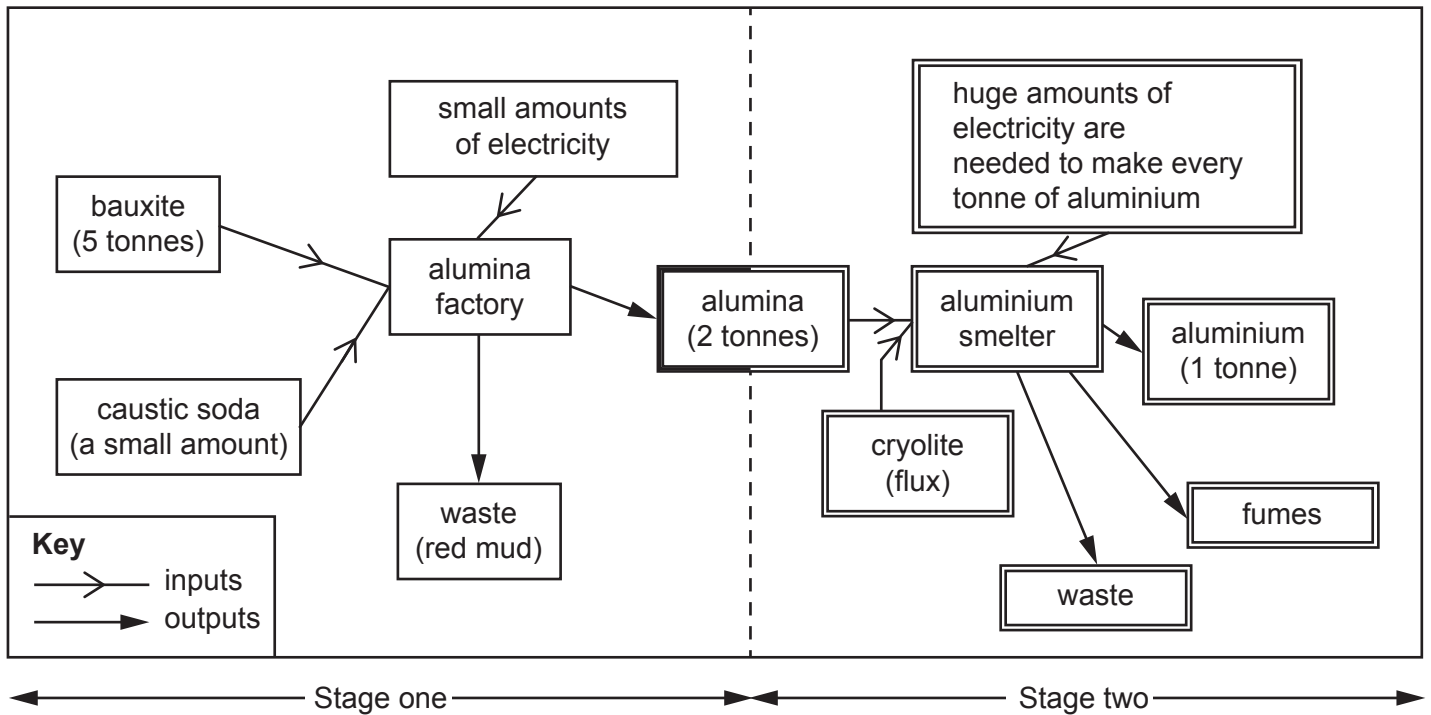 small amounts
of electricity
bauxite
(5 tonnes)
alumina
factory
caustic soda
(a small amount)
waste
(red mud)
Key
inputs
outputs
alumina
(2 tonnes)
huge amounts of
electricity are
needed to make every
tonne of aluminium
aluminium
smelter
aluminium
(1 tonne)
cryolite
(flux)
fumes
waste
Stage one
Stage two